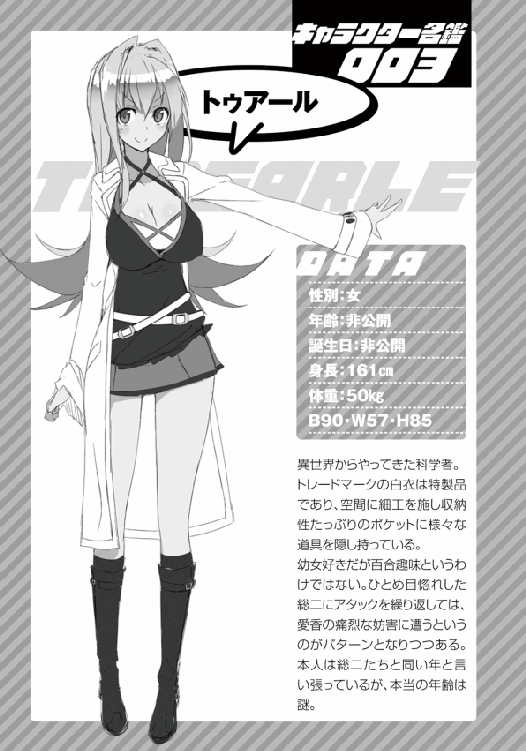 キャラクター名鑑
003
トゥアール
DATA
性別:女
年齢:非公開
誕生日:非公開
身長:161㎝
体重:50㎏
B90・W57・H85
異世界からやってきた科学者。
トレードマークの白衣は特製品
であり、空間に細工を施し収納
性たっぷりのポケットに様々な
道具を隠し持っている。
幼女好きだが百合趣味というわ
けではない。ひとめ目惚れした
総二にアタックを繰り返しては、
愛香の痛烈な妨害に遭うという
のがパターンとなりつつある。
本人は総二たちと同い年と言
い張っているが、本当の年齢は
謎。